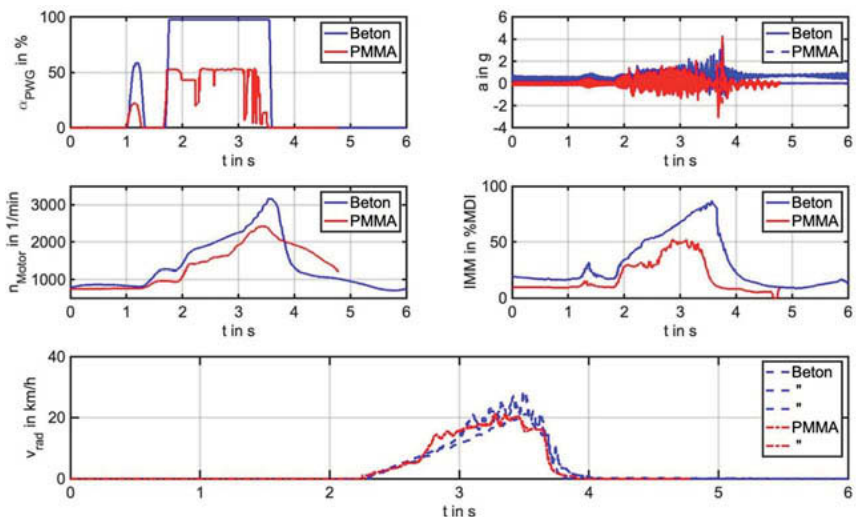 α_PWG in %
100
50
0
0 1 2 3 4 5 6
t in s
Beton
PMMA
a in g
6
4
2
0
-2
-4
0 1 2 3 4 5 6
t in s
Beton
PMMA
n_Motor in 1/min
3000
2000
1000
0 1 2 3 4 5 6
t in s
Beton
PMMA
IMM in %MDI
100
50
0
0 1 2 3 4 5 6
t in s
Beton
PMMA
v_rad in km/h
40
20
0
0 1 2 3 4 5 6
t in s
Beton
"
"
PMMA
"